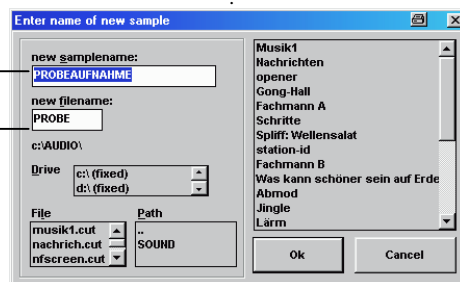 Enter name of new sample
new samplename:
PROBEAUFNAHME
new filename:
PROBE
c:\AUDIO\
Drive
c:\ (fixed)
d:\ (fixed)
File
musik1.cut
nachrich.cut
nfscreen.cut
Path
..
SOUND
Musik1
Nachrichten
opener
Gong-Hall
Fachmann A
Schritte
Spliff: Wellensalat
station-id
Fachmann B
Was kann schöner sein auf Erde
Abmod
Jingle
Lärm
Ok
Cancel